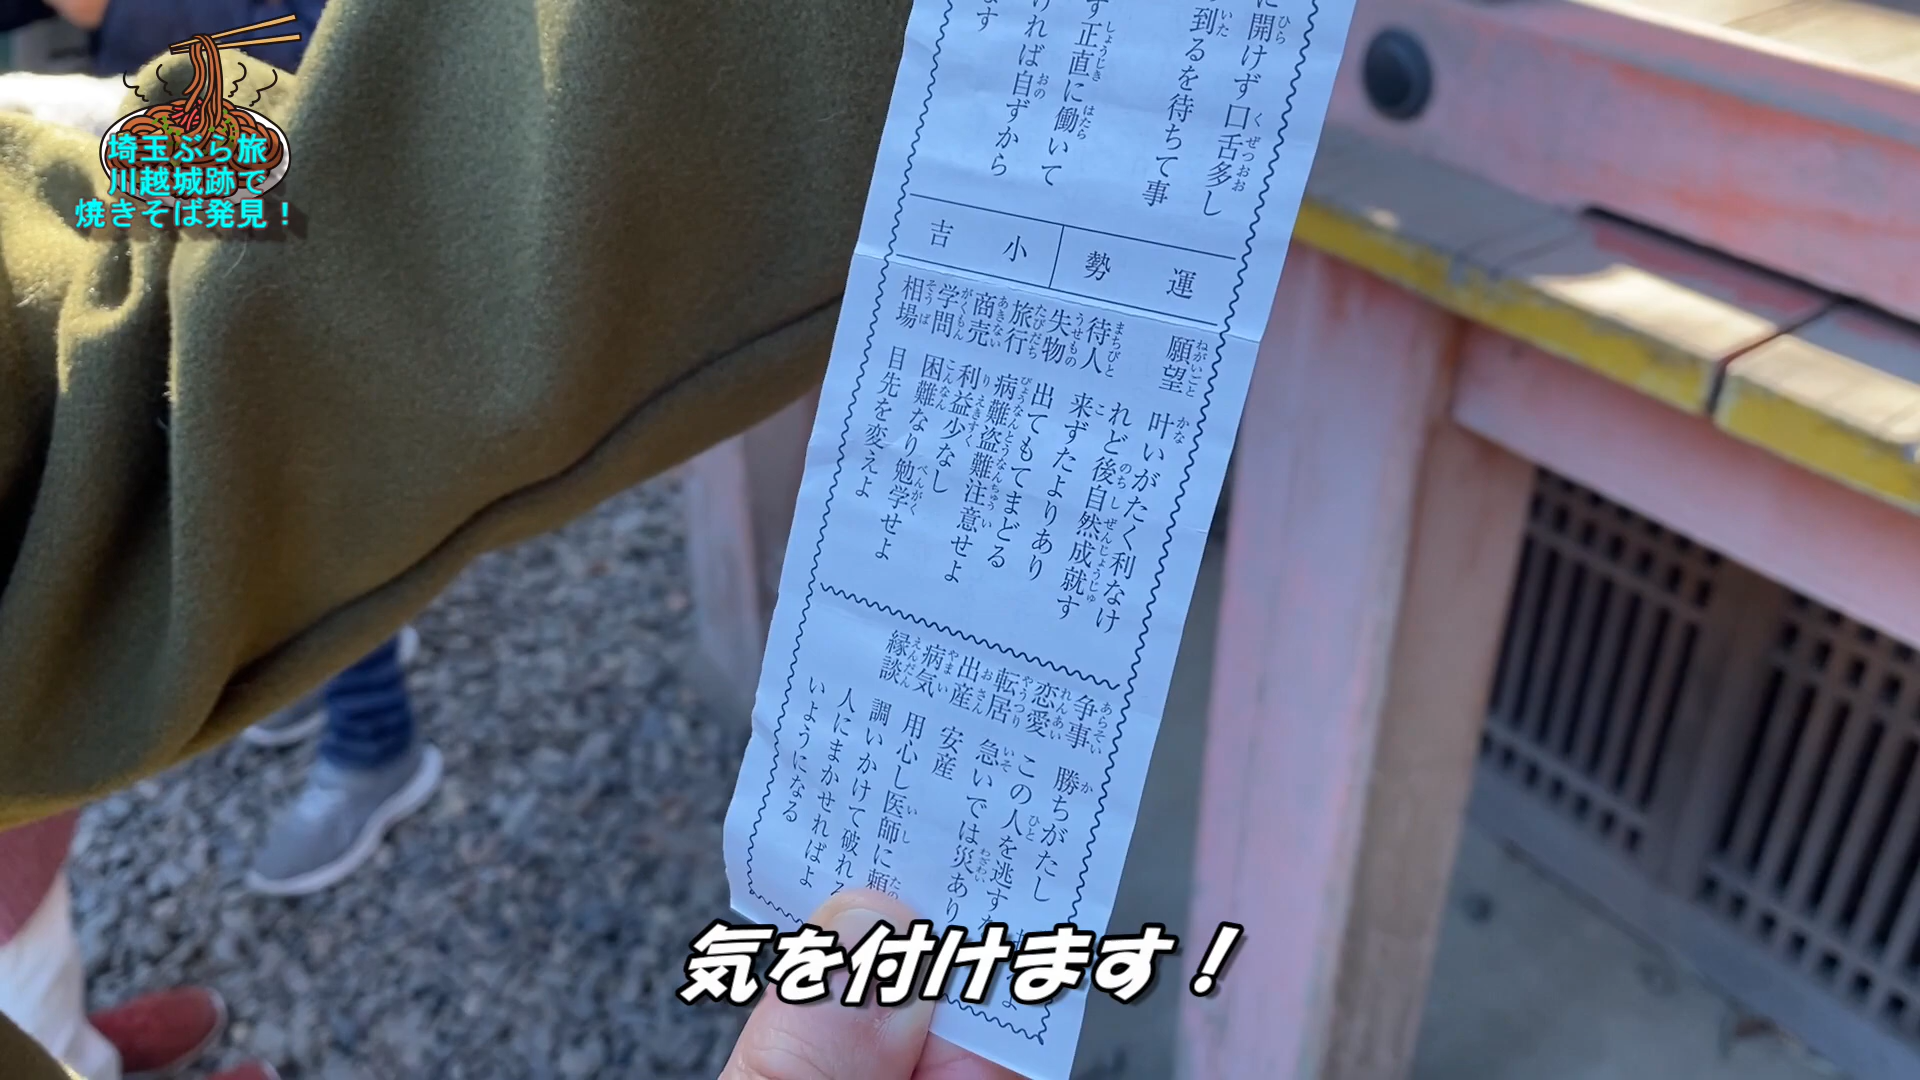 埼玉ぶら旅
川越城跡で
焼きそば発見！
に開けず口舌多し
到るを待ちて事
す正直に働いて
ければ自ずから
ます
運勢 小吉
願望 叶いがたく利なけ
れど後自然成就す
待人 来ずたよりあり
失物 出てもてまどる
旅行 病難盗難注意せよ
商売 利益少なし
学問 困難なり勉学せよ
相場 目先を変えよ
争事 勝ちがたし
恋愛 この人を逃すな
転居 急いでは災あり
出産 安産
病気 用心し医師に頼
縁談 調いかけて破れる
人にまかせればよ
いようになる
気を付けます！